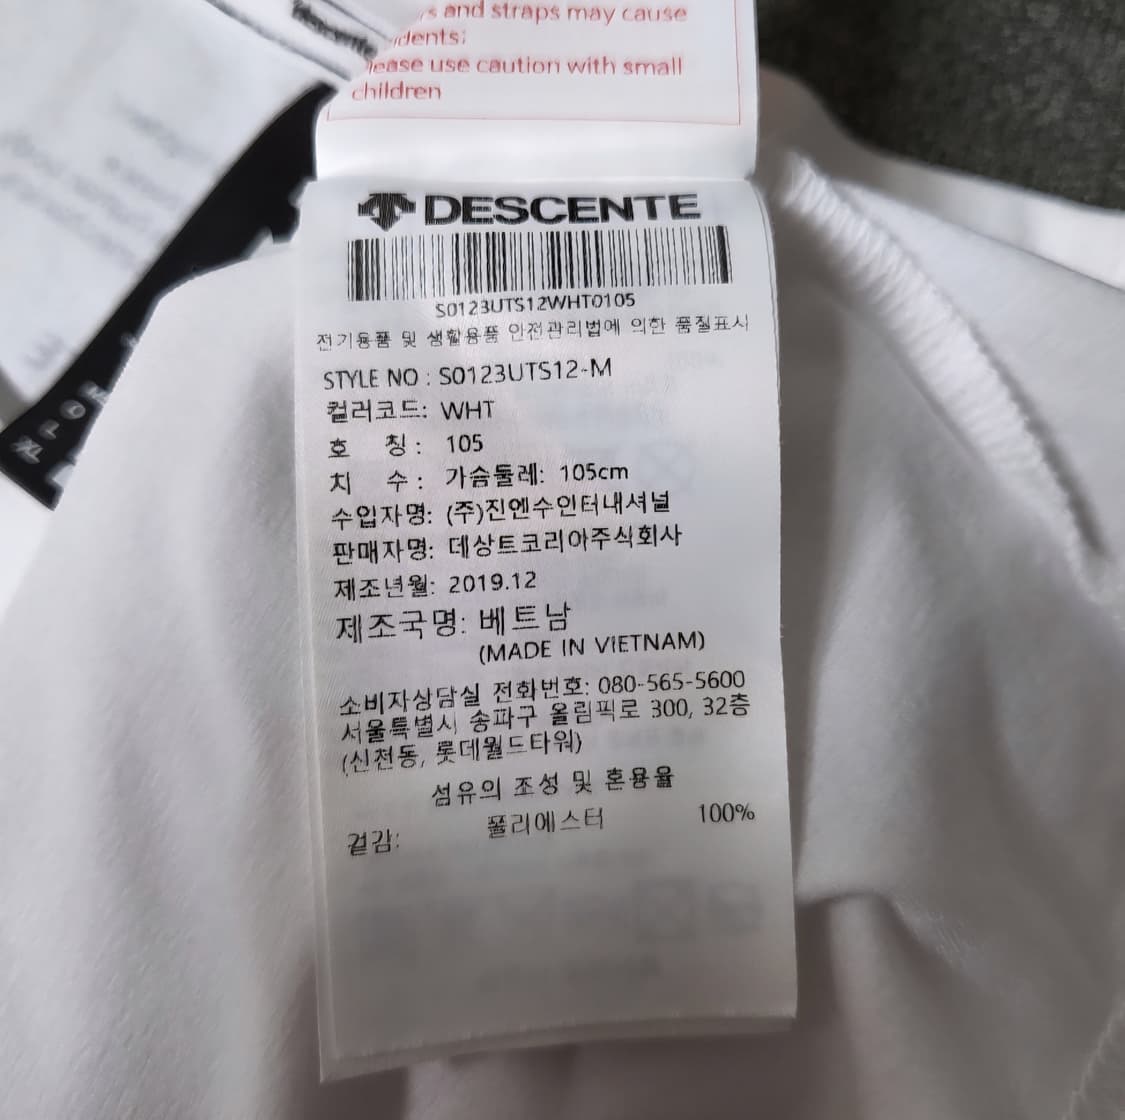 and straps may cause
use caution with small
children
DESCENTE
S0123UTS12WHT0105
전기용품 및 생활용품 안전관리법에 의한 품질표시
STYLE NO : S0123UTS12-M
컬러코드: WHT
호 칭 : 105
치 수 : 가슴둘레: 105cm
수입자명: (주)진엔수인터내셔널
판매자명: 데상트코리아주식회사
제조년월: 2019.12
제조국명: 베트남
(MADE IN VIETNAM)
소비자상담실 전화번호: 080-565-5600
서울특별시 송파구 올림픽로 300, 32층
(신천동, 롯데월드타워)
섬유의 조성 및 혼용율
겉감: 폴리에스터 100%
L
XL